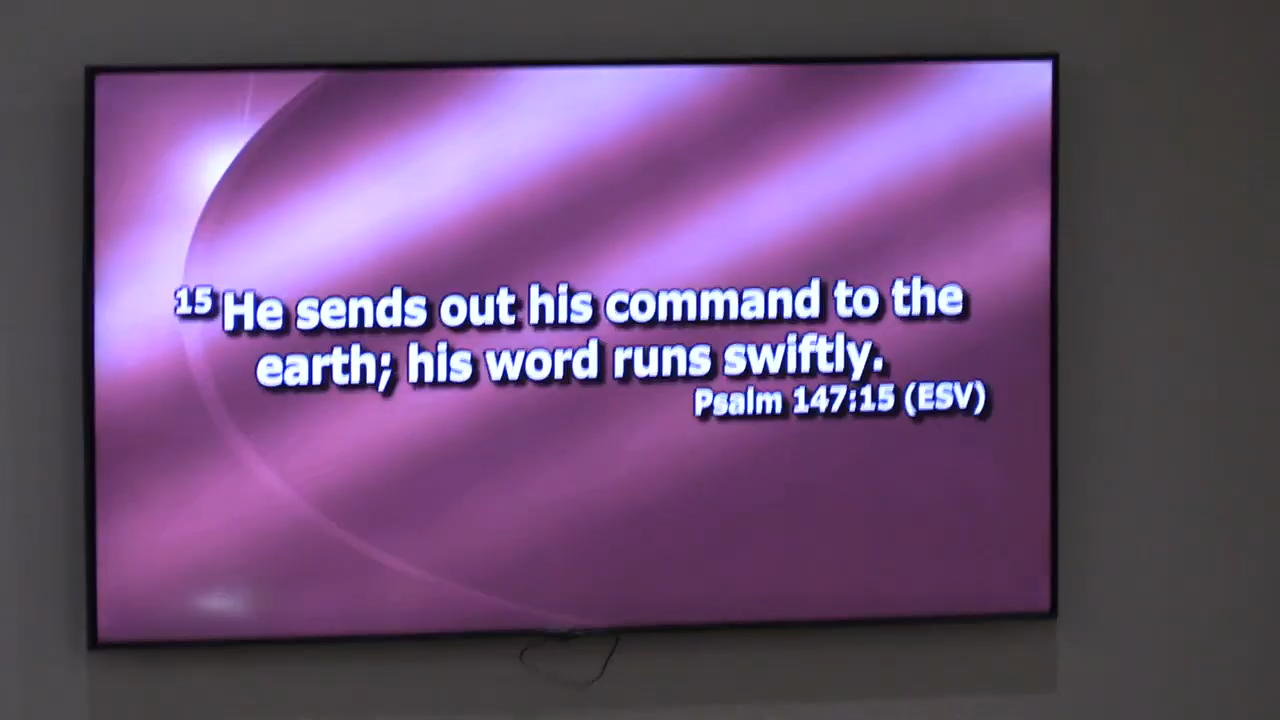 15 He sends out his command to the
earth; his word runs swiftly.
Psalm 147:15 (ESV)